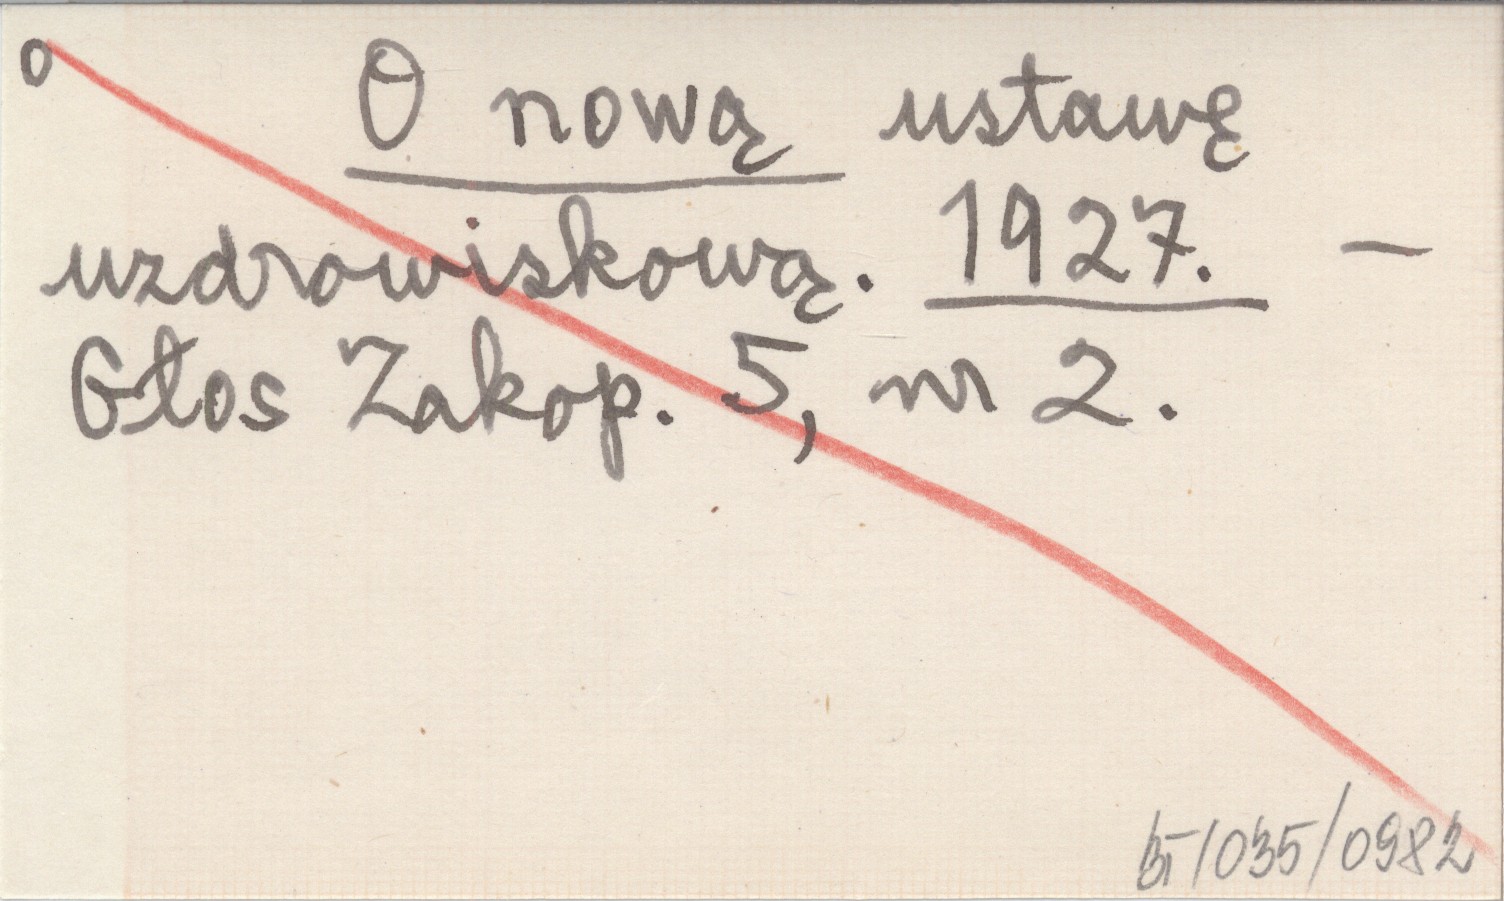 o
O nową ustawę
uzdrowiskową. 1927. —
Głos Zakop. 5, nr 2.
/035/0982